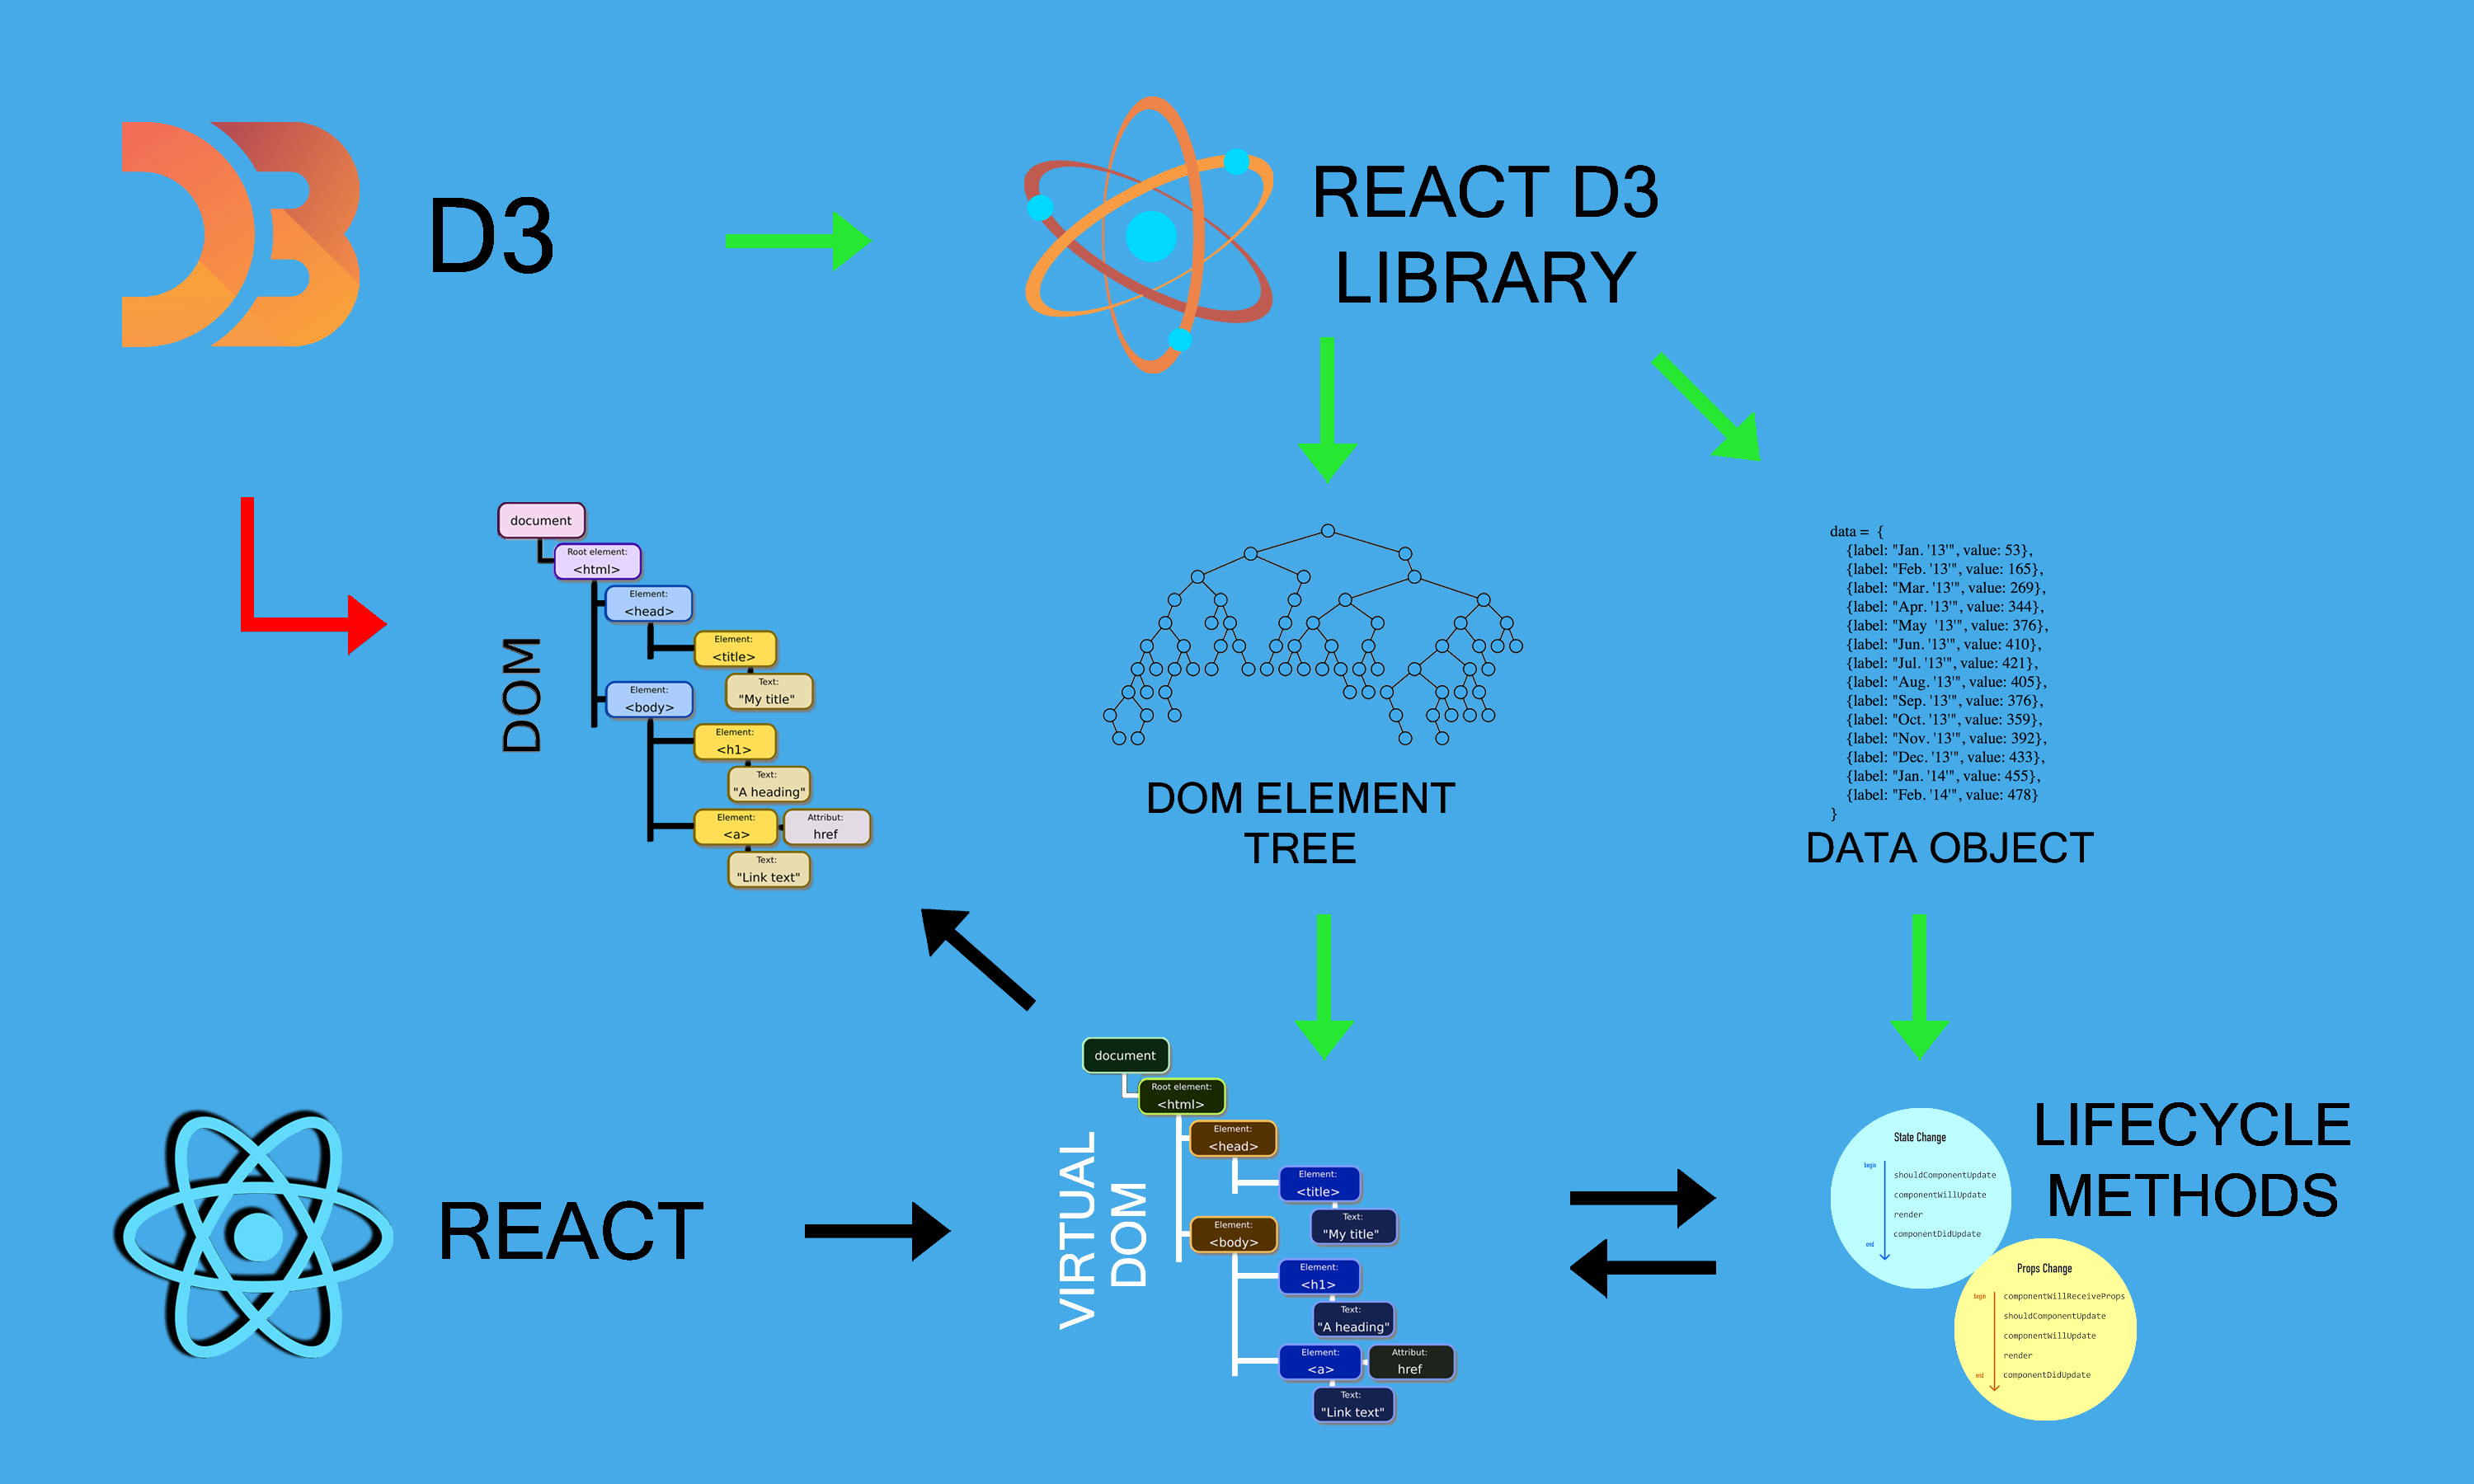 D3
REACT D3
LIBRARY
document
Root element:
<html>
Element:
<head>
Element:
<title>
Text:
"My title"
Element:
<body>
Element:
<h1>
Text:
"A heading"
Element:
<a>
Attribut:
href
Text:
"Link text"
DOM
DOM ELEMENT
TREE
data = {
{label: "Jan. '13'", value: 53},
{label: "Feb. '13'", value: 165},
{label: "Mar. '13'", value: 269},
{label: "Apr. '13'", value: 344},
{label: "May  '13'", value: 376},
{label: "Jun. '13'", value: 410},
{label: "Jul. '13'", value: 421},
{label: "Aug. '13'", value: 405},
{label: "Sep. '13'", value: 376},
{label: "Oct. '13'", value: 359},
{label: "Nov. '13'", value: 392},
{label: "Dec. '13'", value: 433},
{label: "Jan. '14'", value: 455},
{label: "Feb. '14'", value: 478}
}
DATA OBJECT
REACT
VIRTUAL
DOM
document
Root element:
<html>
Element:
<head>
Element:
<title>
Text:
"My title"
Element:
<body>
Element:
<h1>
Text:
"A heading"
Element:
<a>
Attribut:
href
Text:
"Link text"
LIFECYCLE
METHODS
State Change
begin
shouldComponentUpdate
componentWillUpdate
render
componentDidUpdate
end
Props Change
begin
componentWillReceiveProps
shouldComponentUpdate
componentWillUpdate
render
componentDidUpdate
end